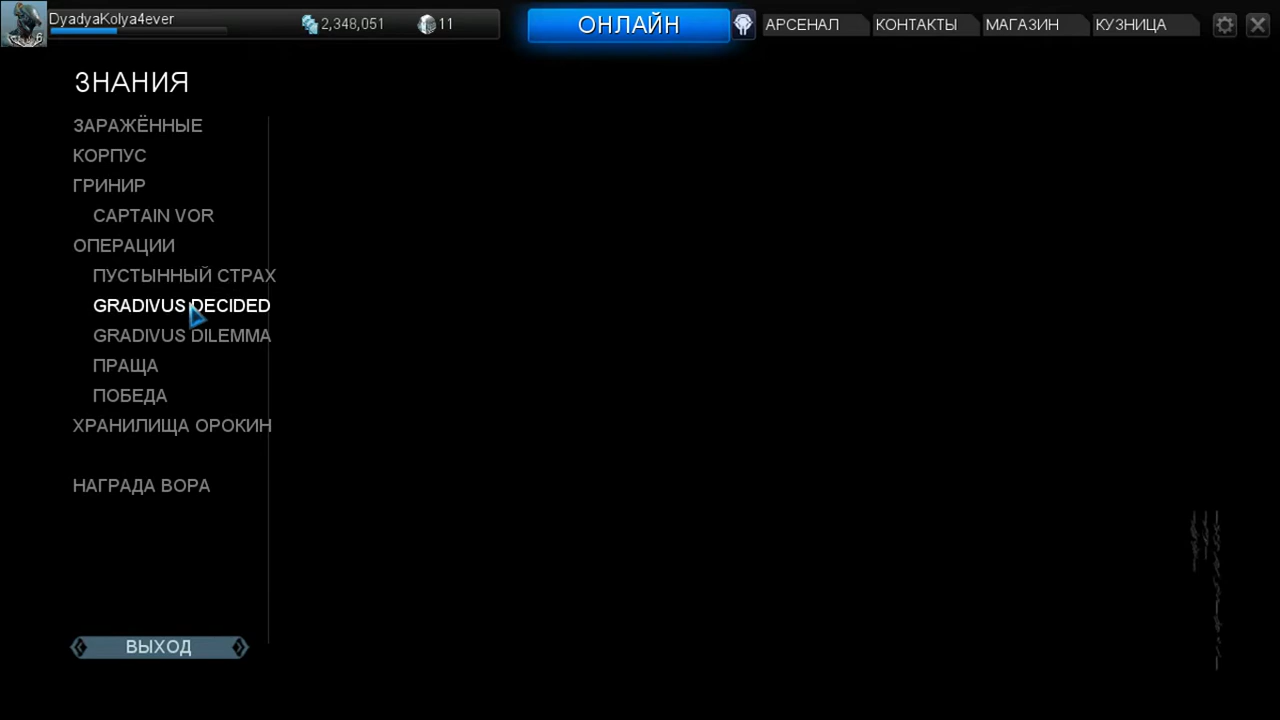 DyadyaKolya4ever 2,348,051 11 ОНЛАЙН АРСЕНАЛ КОНТАКТЫ МАГАЗИН КУЗНИЦА
6
ЗНАНИЯ
ЗАРАЖЁННЫЕ
КОРПУС
ГРИНИР
CAPTAIN VOR
ОПЕРАЦИИ
ПУСТЫННЫЙ СТРАХ
GRADIVUS DECIDED
GRADIVUS DILEMMA
ПРАЩА
ПОБЕДА
ХРАНИЛИЩА ОРОКИН
НАГРАДА ВОРА
ВЫХОД